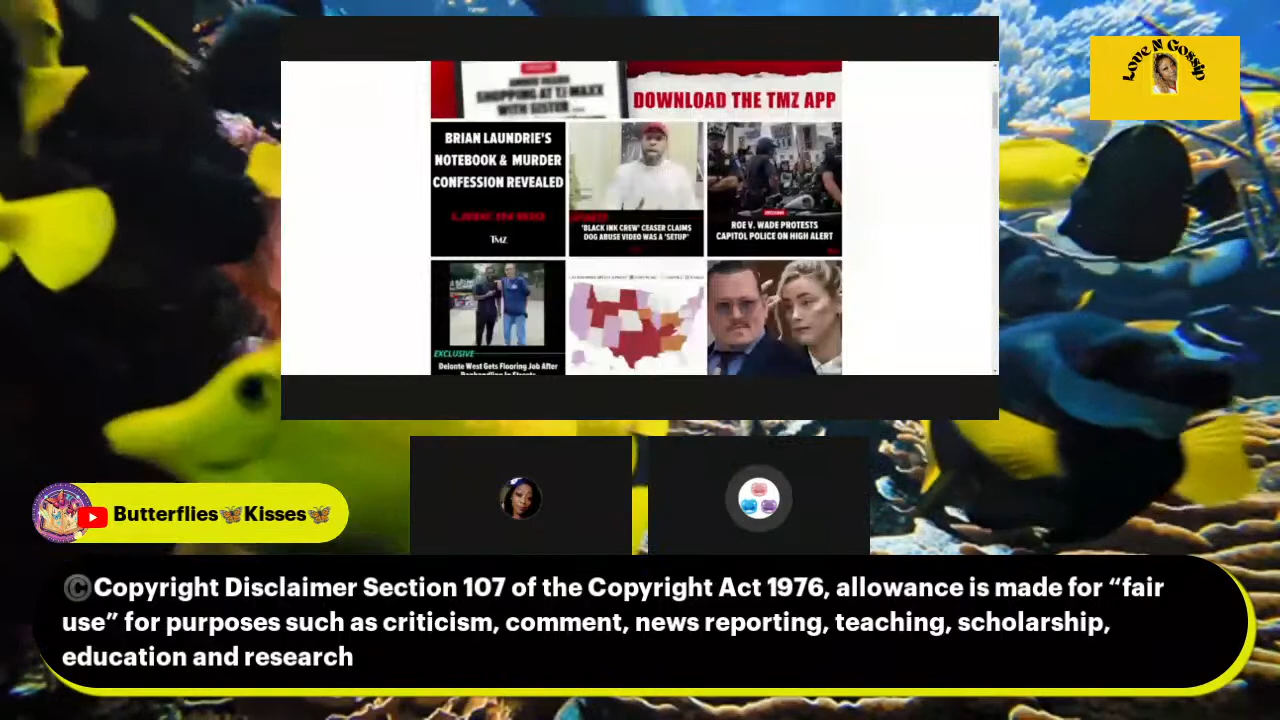 Love N Gossip
SHOPPING AT TJ MAXX
WITH SISTER
DOWNLOAD THE TMZ APP
BRIAN LAUNDRIE'S
NOTEBOOK & MURDER
CONFESSION REVEALED
TMZ
'BLACK INK CREW' CEASER CLAIMS
DOG ABUSE VIDEO WAS A 'SETUP'
ROE V. WADE PROTESTS
CAPITOL POLICE ON HIGH ALERT
EXCLUSIVE
Delonte West Gets Flooring Job After
Panhandling In Streets
Butterflies🦋Kisses🦋
©Copyright Disclaimer Section 107 of the Copyright Act 1976, allowance is made for “fair
use” for purposes such as criticism, comment, news reporting, teaching, scholarship,
education and research